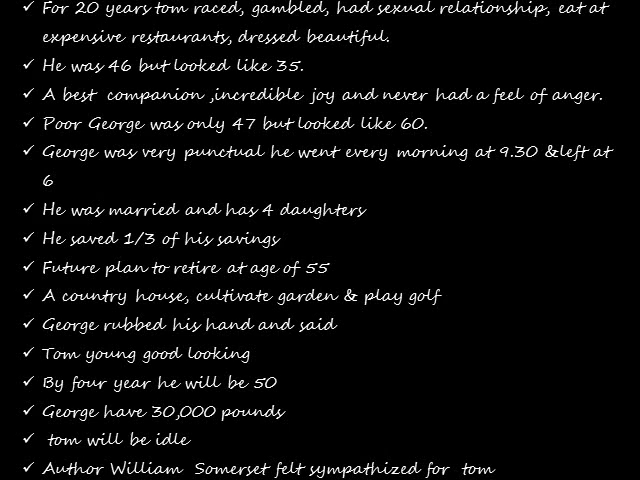 ✓ For 20 years tom raced, gambled, had sexual relationship, eat at
expensive restaurants, dressed beautiful.
✓ He was 46 but looked like 35.
✓ A best companion ,incredible joy and never had a feel of anger.
✓ Poor George was only 47 but looked like 60.
✓ George was very punctual he went every morning at 9.30 &left at
6
✓ He was married and has 4 daughters
✓ He saved 1/3 of his savings
✓ Future plan to retire at age of 55
✓ A country house, cultivate garden & play golf
✓ George rubbed his hand and said
✓ Tom young good looking
✓ By four year he will be 50
✓ George have 30,000 pounds
✓ tom will be idle
✓ Author William Somerset felt sympathized for tom